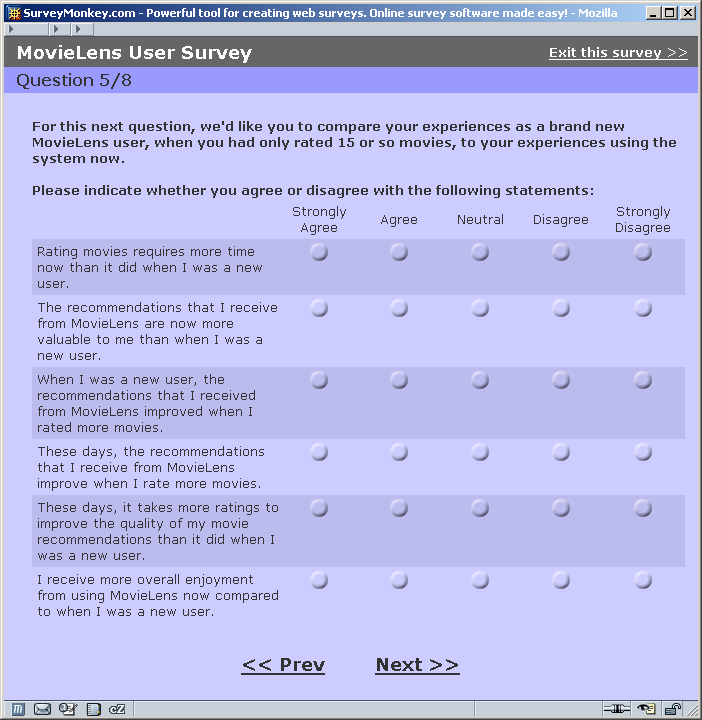 SurveyMonkey.com - Powerful tool for creating web surveys. Online survey software made easy! - Mozilla
MovieLens User Survey
Exit this survey >>
Question 5/8
For this next question, we'd like you to compare your experiences as a brand new
MovieLens user, when you had only rated 15 or so movies, to your experiences using the
system now.
Please indicate whether you agree or disagree with the following statements:
Strongly
Agree
Agree
Neutral
Disagree
Strongly
Disagree
Rating movies requires more time
now than it did when I was a new
user.
The recommendations that I receive
from MovieLens are now more
valuable to me than when I was a
new user.
When I was a new user, the
recommendations that I received
from MovieLens improved when I
rated more movies.
These days, the recommendations
that I receive from MovieLens
improve when I rate more movies.
These days, it takes more ratings to
improve the quality of my movie
recommendations than it did when I
was a new user.
I receive more overall enjoyment
from using MovieLens now compared
to when I was a new user.
<< Prev
Next >>